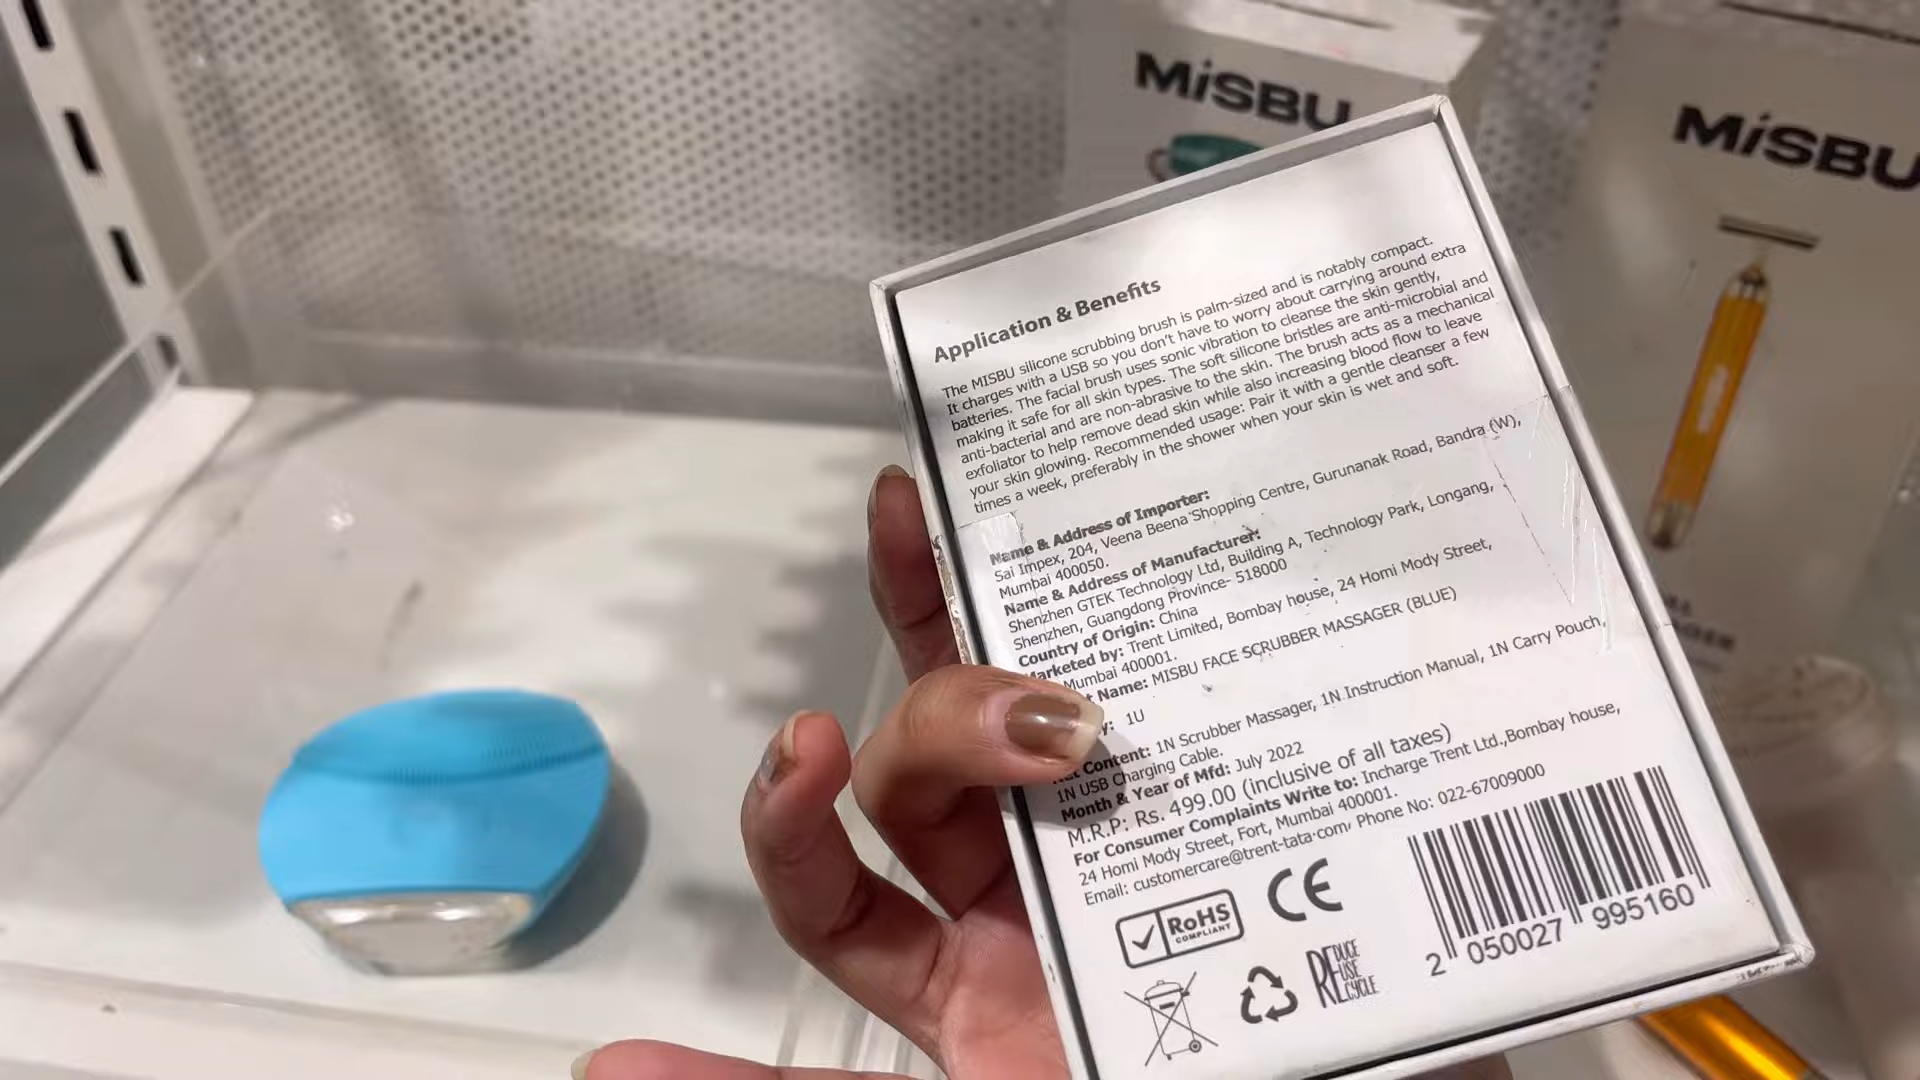 MiSBU
MiSBU
Application & Benefits
The MISBU silicone scrubbing brush is palm-sized and is notably compact.
It charges with a USB so you don't have to worry about carrying around extra
batteries. The facial brush uses sonic vibration to cleanse the skin gently,
making it safe for all skin types. The soft silicone bristles are anti-microbial and
anti-bacterial and are non-abrasive to the skin. The brush acts as a mechanical
exfoliator to help remove dead skin while also increasing blood flow to leave
your skin glowing. Recommended usage: Pair it with a gentle cleanser a few
times a week, preferably in the shower when your skin is wet and soft.
Name & Address of Importer:
Sai Impex, 204, Veena Beena Shopping Centre, Gurunanak Road, Bandra (W),
Mumbai 400050.
Name & Address of Manufacturer:
Shenzhen GTEK Technology Ltd, Building A, Technology Park, Longang,
Shenzhen, Guangdong Province- 518000
Country of Origin: China
Marketed by: Trent Limited, Bombay house, 24 Homi Mody Street,
Mumbai 400001.
Name: MISBU FACE SCRUBBER MASSAGER (BLUE)
1U
Content: 1N Scrubber Massager, 1N Instruction Manual, 1N Carry Pouch,
1N USB Charging Cable.
Month & Year of Mfd: July 2022
M.R.P: Rs. 499.00 (inclusive of all taxes)
For Consumer Complaints Write to: Incharge Trent Ltd.,Bombay house,
24 Homi Mody Street, Fort, Mumbai 400001.
Email: customercare@trent-tata.com, Phone No: 022-67009000
RoHS
COMPLIANT
CE
REDUCE
REUSE
RECYCLE
2 050027 995160